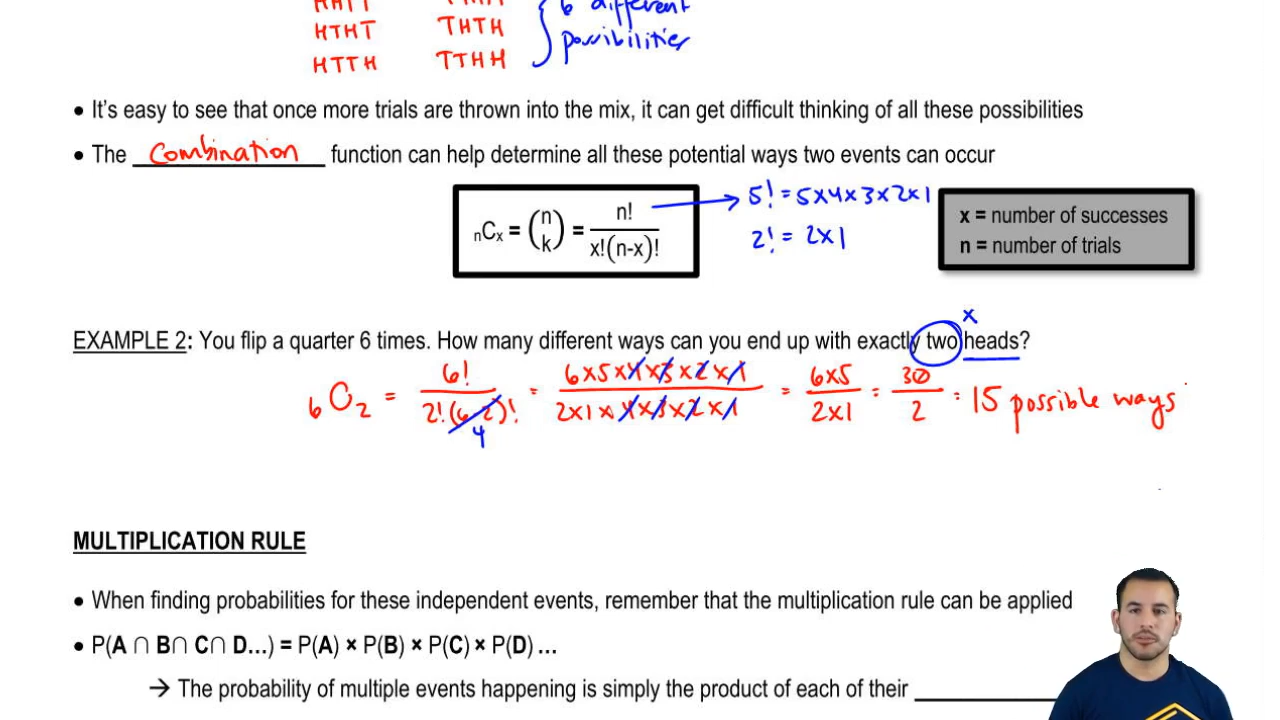 HHTT THHT } 6 different
HTHT THTH possibilities
HTTH TTHH
• It's easy to see that once more trials are thrown into the mix, it can get difficult thinking of all these possibilities
• The combination function can help determine all these potential ways two events can occur
nCx = (n k) = n! / x!(n-x)! → 5! = 5x4x3x2x1
2! = 2x1
x = number of successes
n = number of trials
x
EXAMPLE 2: You flip a quarter 6 times. How many different ways can you end up with exactly two heads?
6C2 = 6! / 2!(6-2)! = 6x5x4x3x2x1 / 2x1x4x3x2x1 = 6x5 / 2x1 = 30 / 2 = 15 possible ways
4
MULTIPLICATION RULE
• When finding probabilities for these independent events, remember that the multiplication rule can be applied
• P(A ∩ B∩ C∩ D...) = P(A) × P(B) × P(C) × P(D) ...
→ The probability of multiple events happening is simply the product of each of their ____________